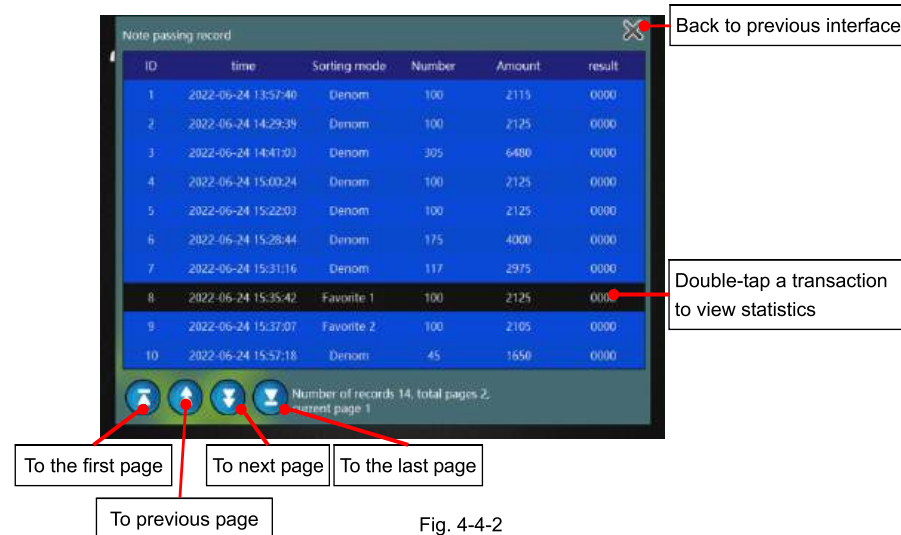 Note passing record
Back to previous interface
ID time Sorting mode Number Amount result
1 2022-06-24 13:57:40 Denom 100 2115 0000
2 2022-06-24 14:29:39 Denom 100 2125 0000
3 2022-06-24 14:41:03 Denom 305 6480 0000
4 2022-06-24 15:00:24 Denom 100 2125 0000
5 2022-06-24 15:22:03 Denom 100 2125 0000
6 2022-06-24 15:28:44 Denom 175 4000 0000
7 2022-06-24 15:31:16 Denom 117 2975 0000
Double-tap a transaction
to view statistics
8 2022-06-24 15:35:42 Favorite 1 100 2125 0000
9 2022-06-24 15:37:07 Favorite 2 100 2105 0000
10 2022-06-24 15:57:18 Denom 45 1650 0000
Number of records 14, total pages 2,
current page 1
To the first page
To next page
To the last page
To previous page
Fig. 4-4-2